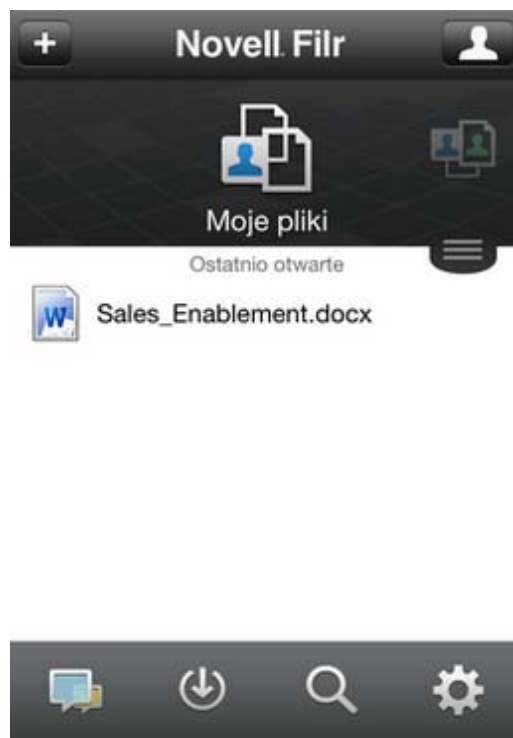 Novell Filr
Moje pliki
Ostatnio otwarte
Sales_Enablement.docx